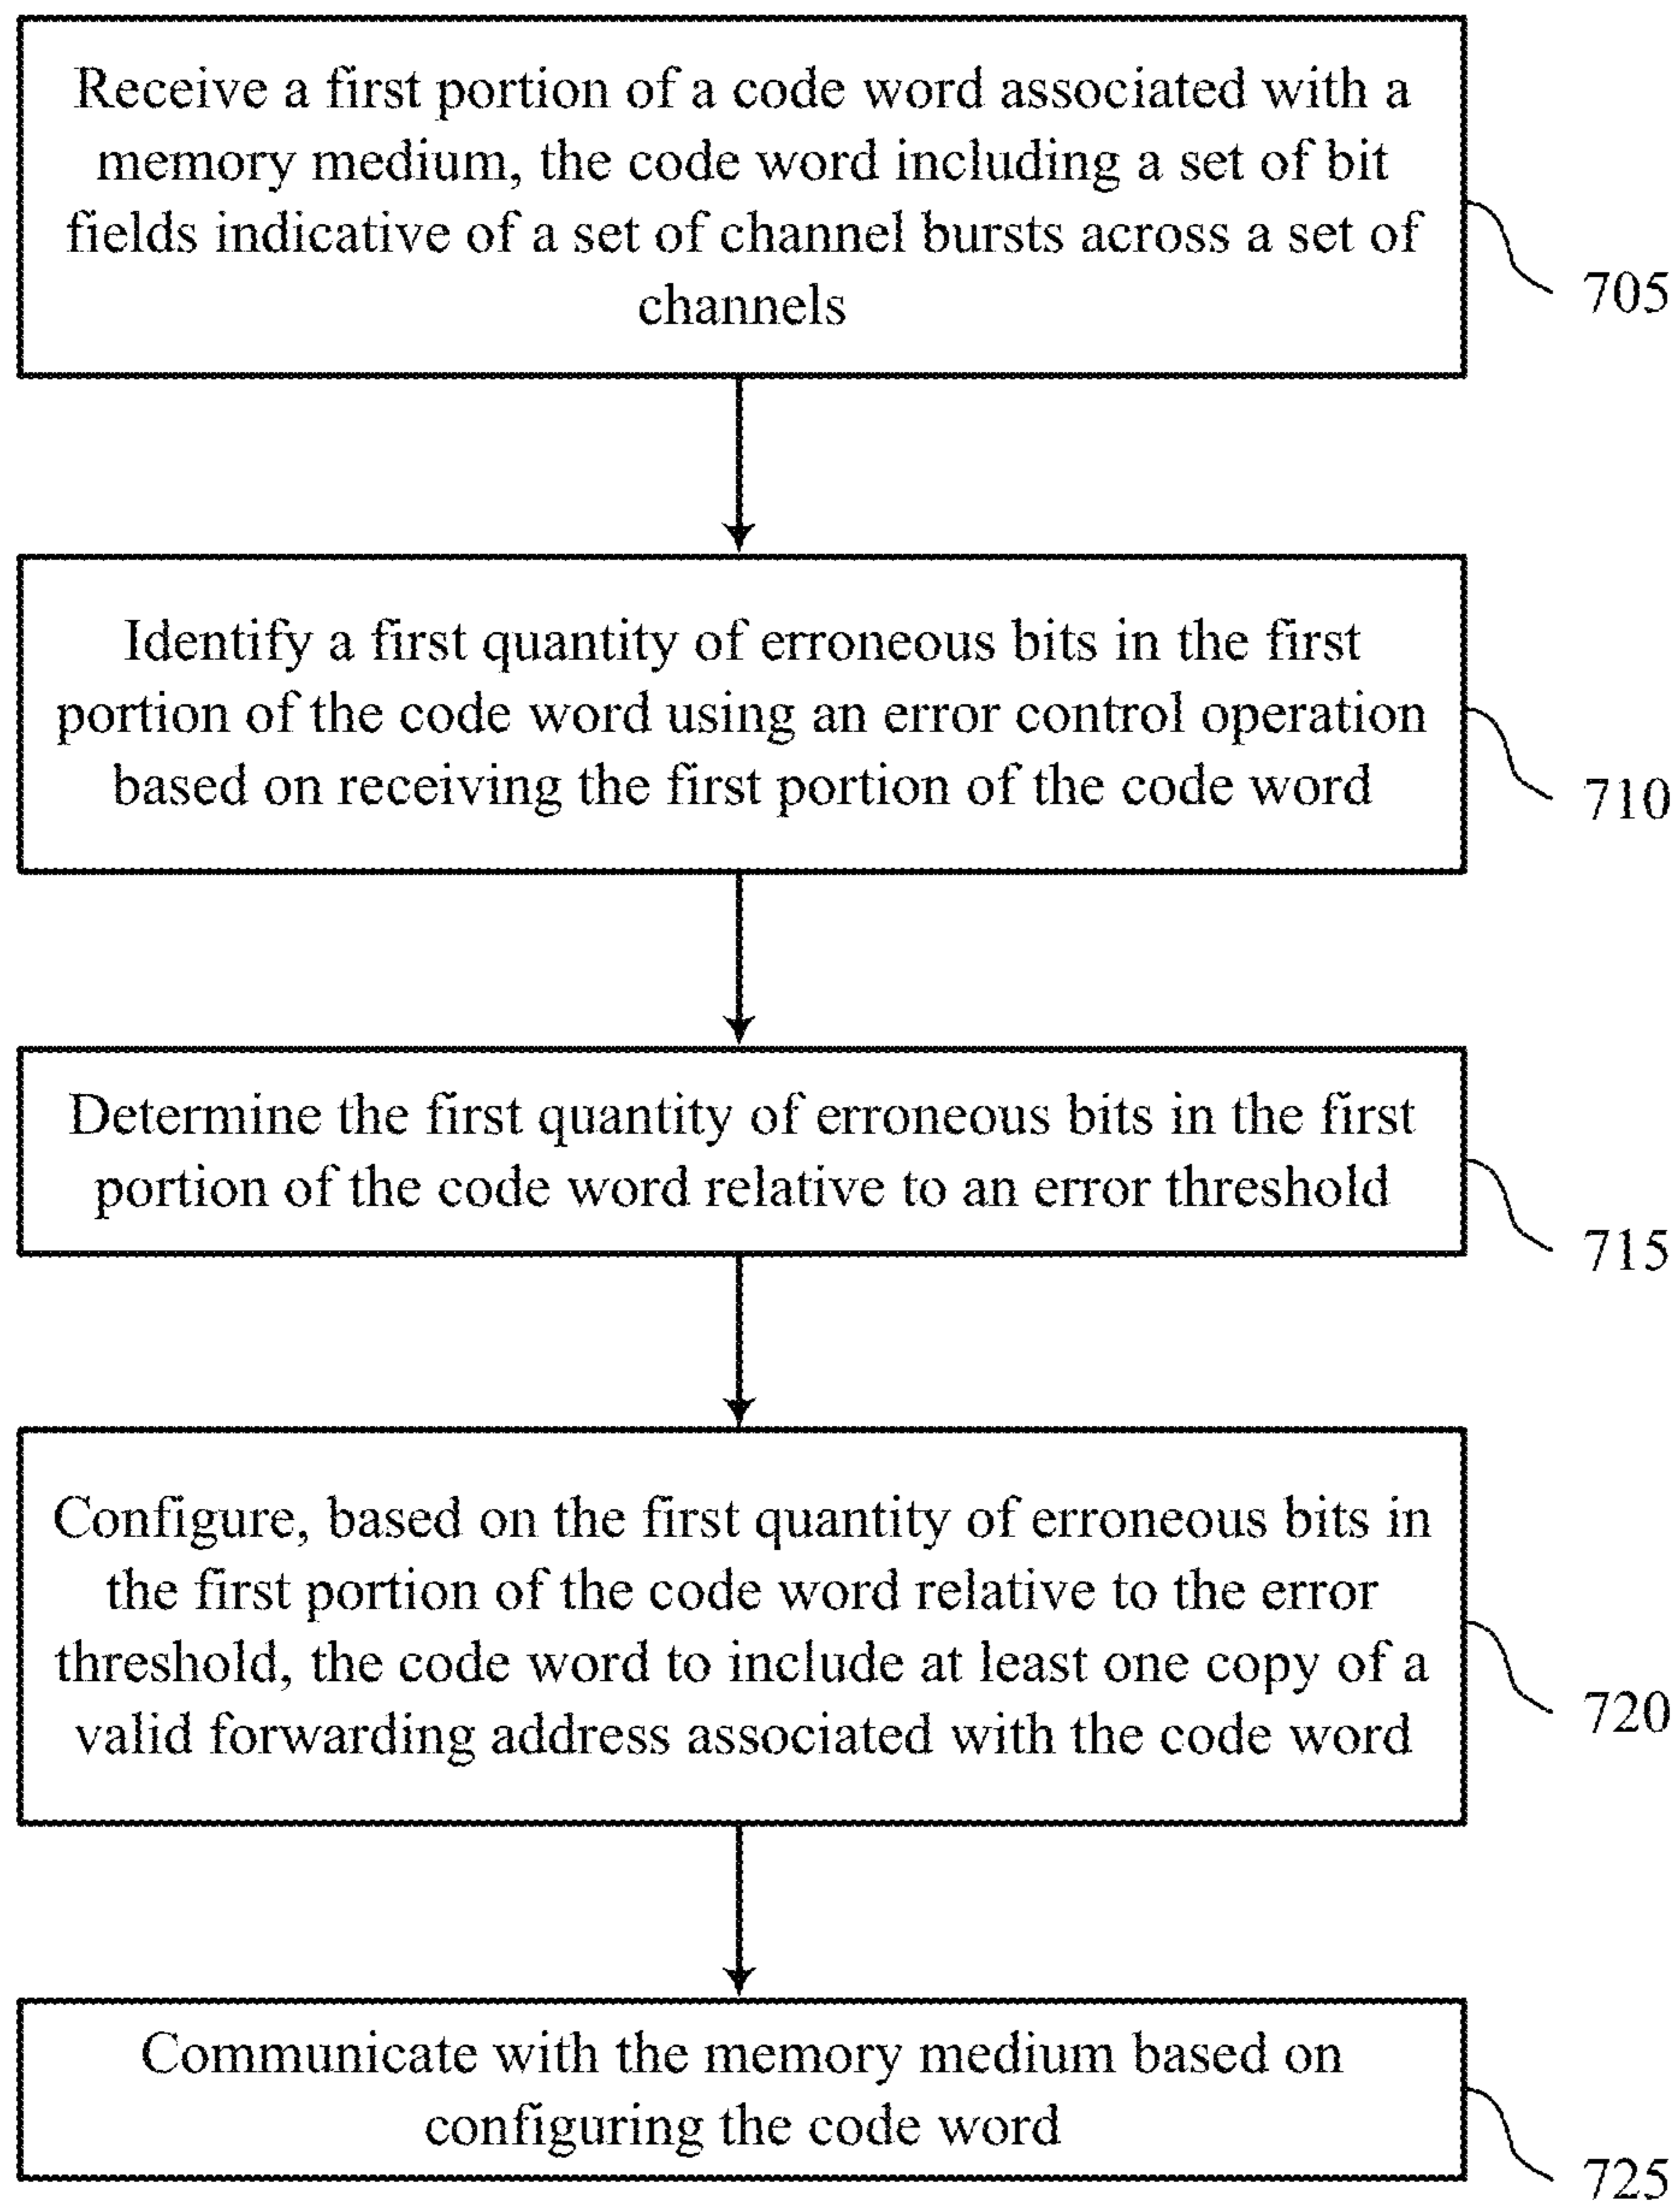 Receive a first portion of a code word associated with a
memory medium, the code word including a set of bit
fields indicative of a set of channel bursts across a set of
channels
705
Identify a first quantity of erroneous bits in the first
portion of the code word using an error control operation
based on receiving the first portion of the code word
710
Determine the first quantity of erroneous bits in the first
portion of the code word relative to an error threshold
715
Configure, based on the first quantity of erroneous bits in
the first portion of the code word relative to the error
threshold, the code word to include at least one copy of a
valid forwarding address associated with the code word
720
Communicate with the memory medium based on
configuring the code word
725